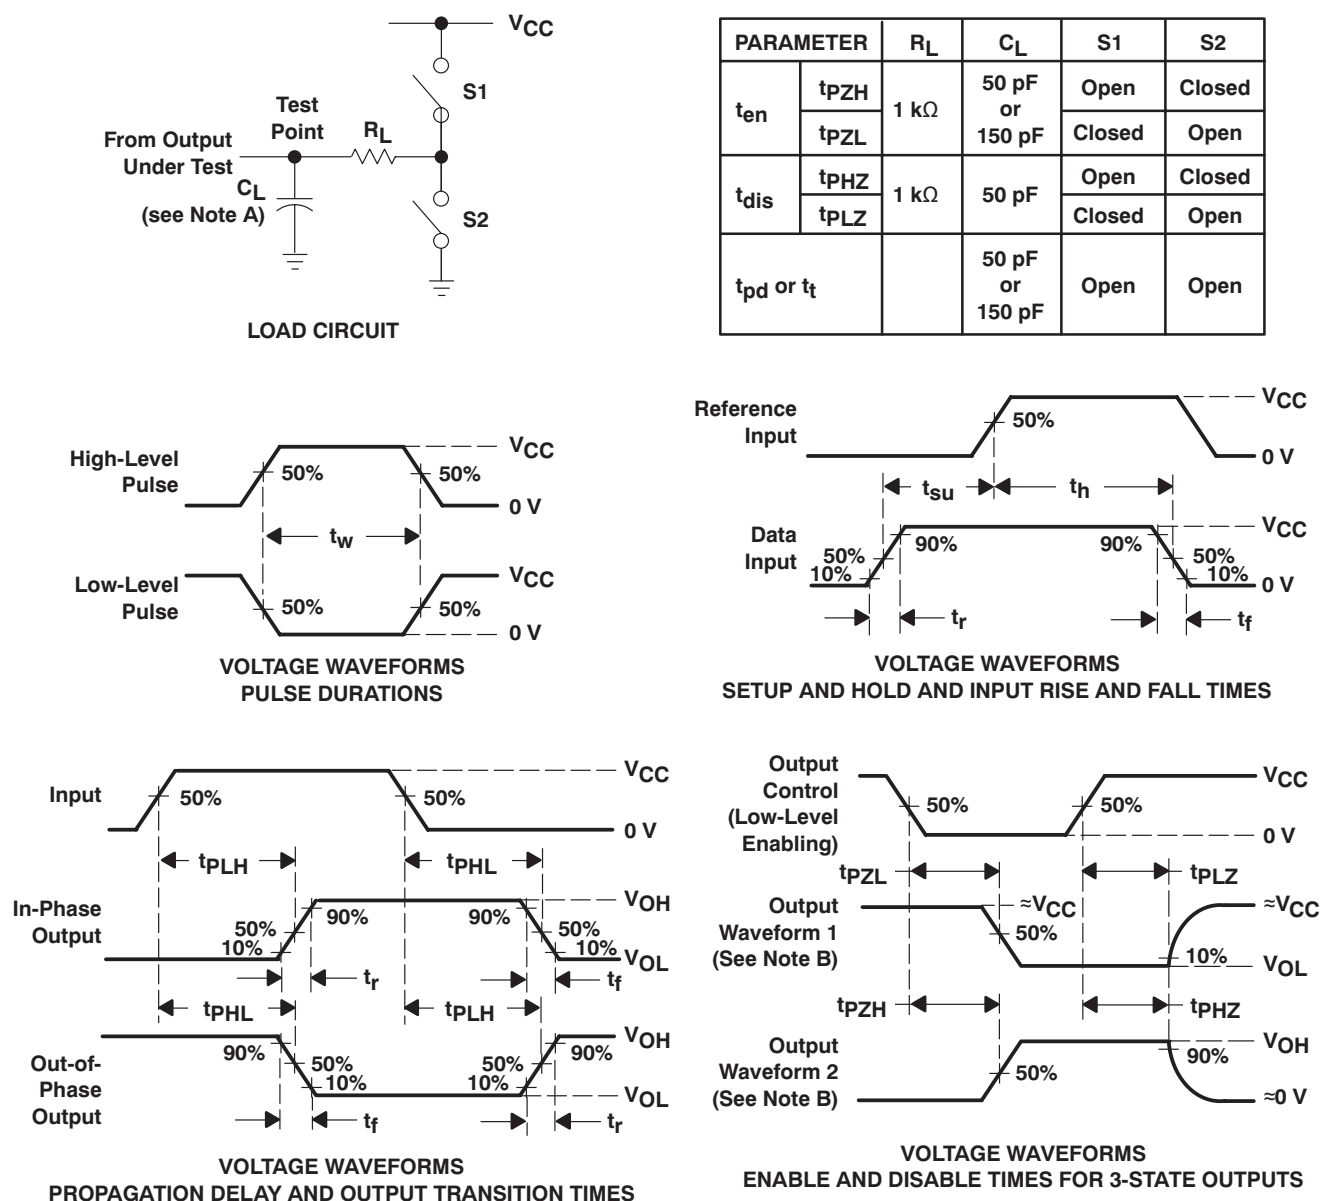 VCC
S1
Test
Point
RL
From Output
Under Test
CL
(see Note A)
S2
LOAD CIRCUIT
PARAMETER RL CL S1 S2
ten tPZH 1 kΩ 50 pF or 150 pF Open Closed
tPZL Closed Open
tdis tPHZ 1 kΩ 50 pF Open Closed
tPLZ Closed Open
tpd or tt 50 pF or 150 pF Open Open
High-Level
Pulse
50%
50%
VCC
0 V
tw
Low-Level
Pulse
50%
50%
VCC
0 V
VOLTAGE WAVEFORMS
PULSE DURATIONS
Reference
Input
50%
VCC
0 V
tsu
th
Data
Input
50%
10%
90%
90%
50%
10%
VCC
0 V
tr
tf
VOLTAGE WAVEFORMS
SETUP AND HOLD AND INPUT RISE AND FALL TIMES
Input
50%
50%
VCC
0 V
tPLH
tPHL
In-Phase
Output
50%
10%
90%
90%
50%
10%
VOH
VOL
tr
tf
tPHL
tPLH
Out-of-
Phase
Output
90%
50%
10%
50%
10%
90%
VOH
VOL
tf
tr
VOLTAGE WAVEFORMS
PROPAGATION DELAY AND OUTPUT TRANSITION TIMES
Output
Control
(Low-Level
Enabling)
50%
50%
VCC
0 V
tPZL
tPLZ
Output
Waveform 1
(See Note B)
≈VCC
50%
10%
≈VCC
VOL
tPZH
tPHZ
Output
Waveform 2
(See Note B)
50%
90%
VOH
≈0 V
VOLTAGE WAVEFORMS
ENABLE AND DISABLE TIMES FOR 3-STATE OUTPUTS